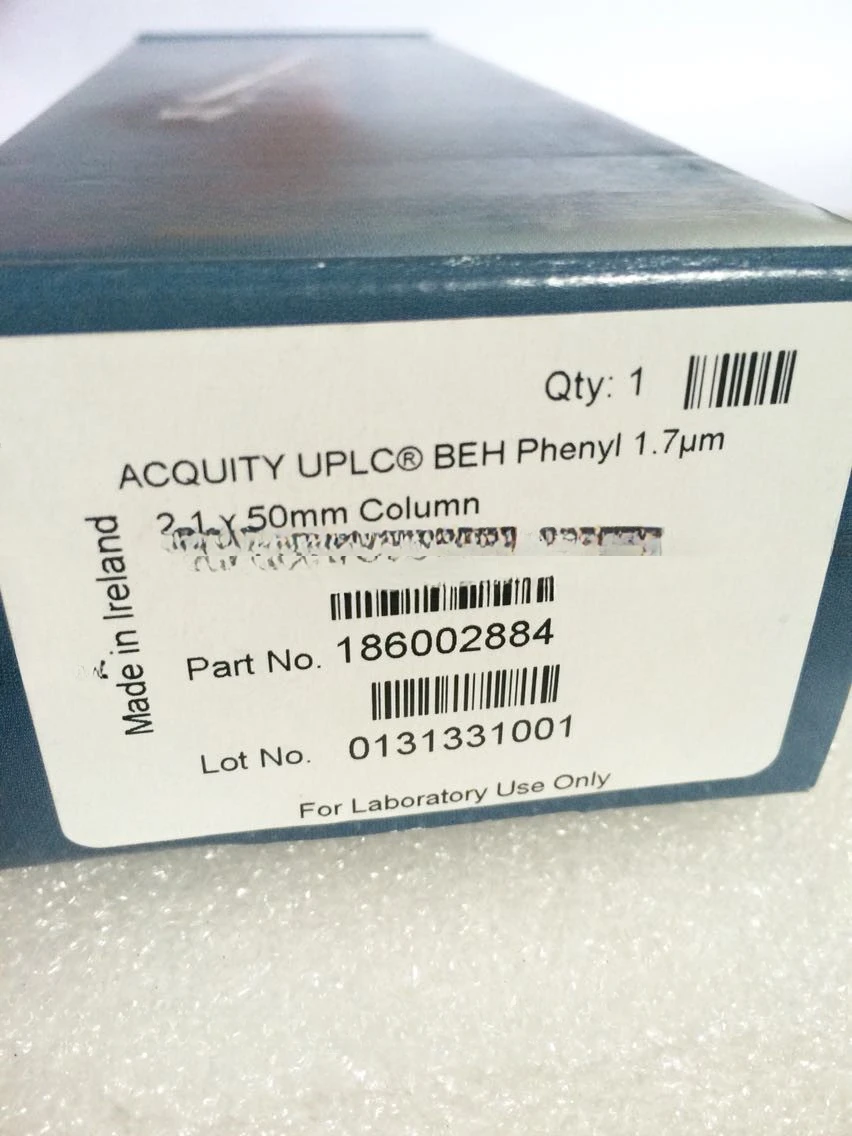 Qty: 1
ACQUITY UPLC® BEH Phenyl 1.7µm
2.1 x 50mm Column
Made in Ireland
Part No. 186002884
Lot No. 0131331001
For Laboratory Use Only